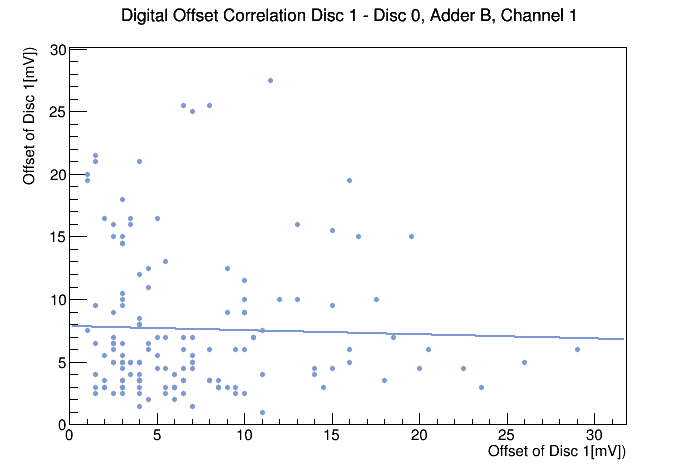 Digital Offset Correlation Disc 1 - Disc 0, Adder B, Channel 1
Offset of Disc 1[mV])
30
25
20
15
10
5
0
0 5 10 15 20 25 30
Offset of Disc 1[mV])